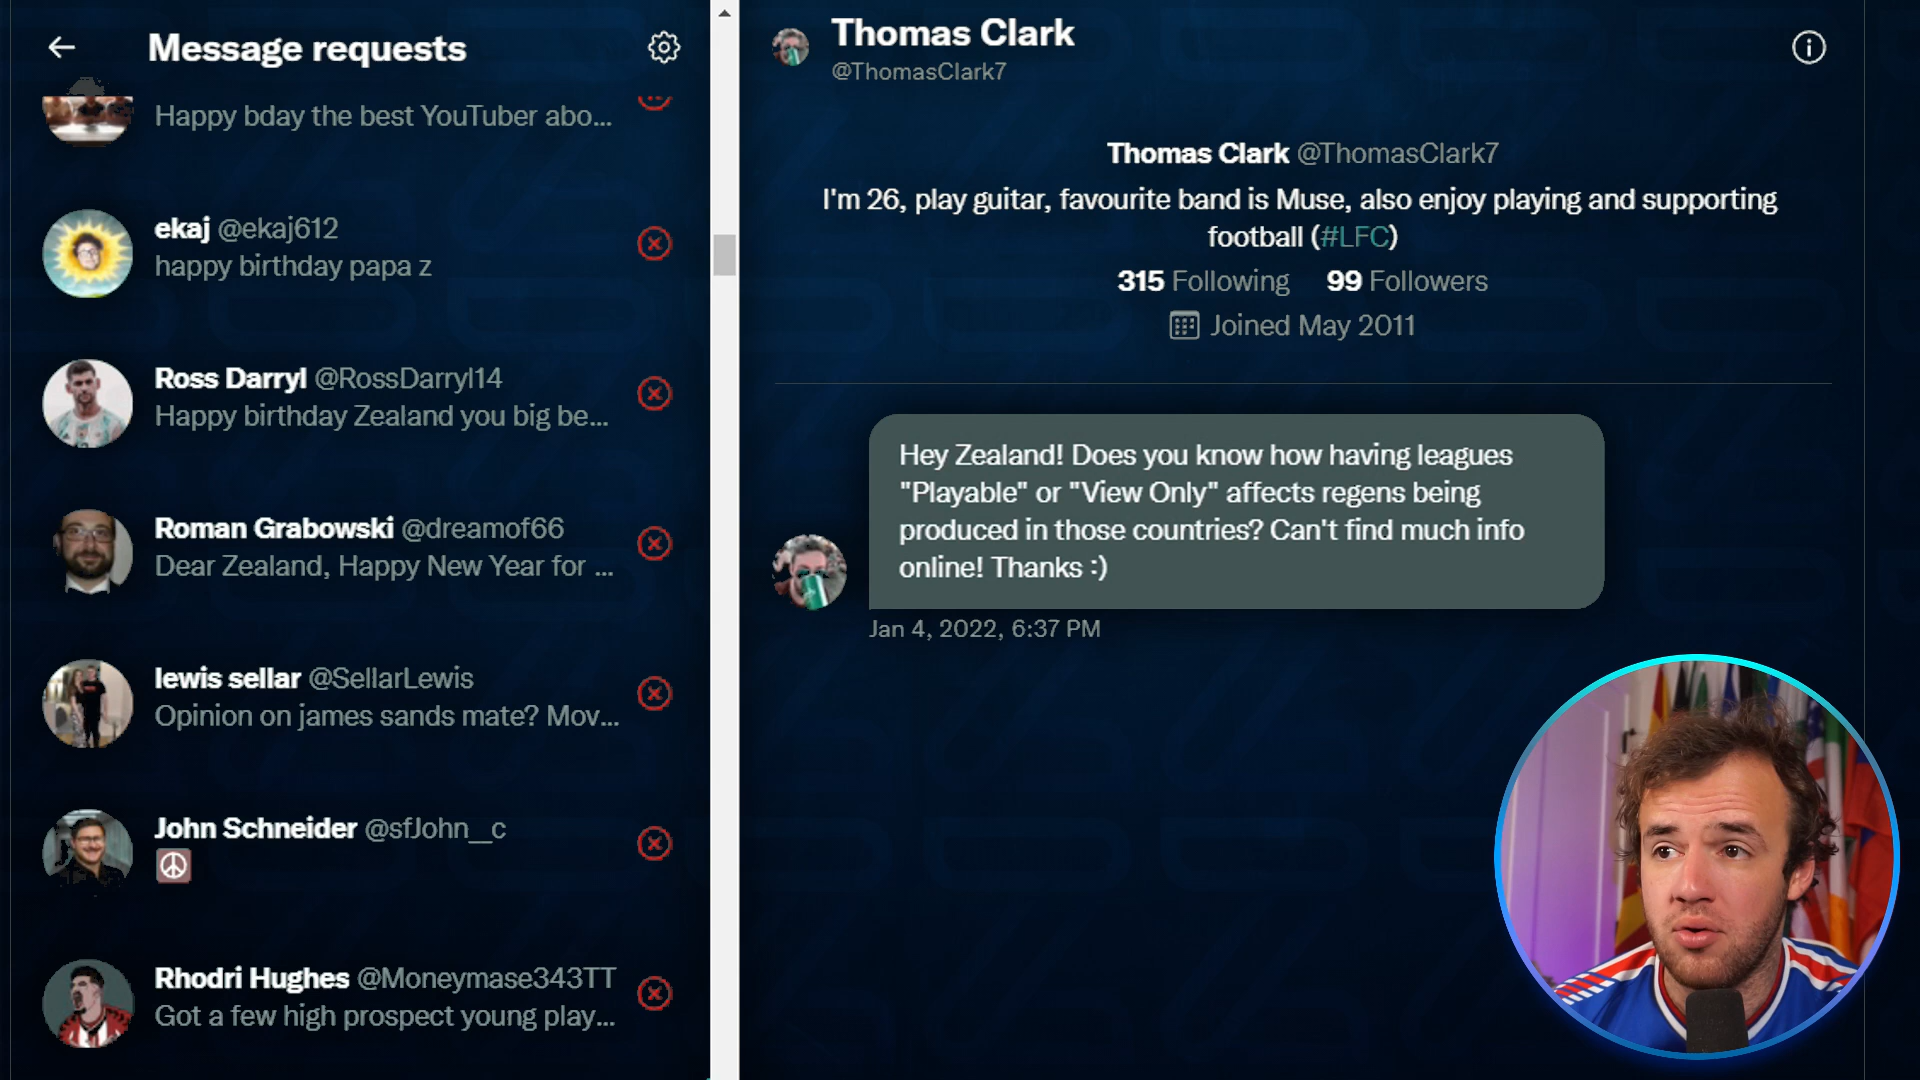 Message requests
Happy bday the best YouTuber abo...
ekaj @ekaj612
happy birthday papa z
Ross Darryl @RossDarryl14
Happy birthday Zealand you big be...
Roman Grabowski @dreamof66
Dear Zealand, Happy New Year for ...
lewis sellar @SellarLewis
Opinion on james sands mate? Mov...
John Schneider @sfJohn__c
Rhodri Hughes @Moneymase343TT
Got a few high prospect young play...
Thomas Clark
@ThomasClark7
Thomas Clark @ThomasClark7
I'm 26, play guitar, favourite band is Muse, also enjoy playing and supporting
football (#LFC)
315 Following 99 Followers
Joined May 2011
Hey Zealand! Does you know how having leagues
"Playable" or "View Only" affects regens being
produced in those countries? Can't find much info
online! Thanks :)
Jan 4, 2022, 6:37 PM